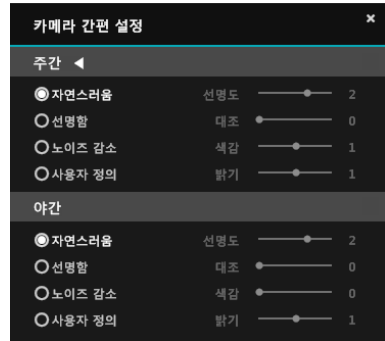 카메라 간편 설정 ×
주간 ◀
자연스러움 선명도 2
선명함 대조 0
노이즈 감소 색감 1
사용자 정의 밝기 1
야간
자연스러움 선명도 2
선명함 대조 0
노이즈 감소 색감 0
사용자 정의 밝기 1